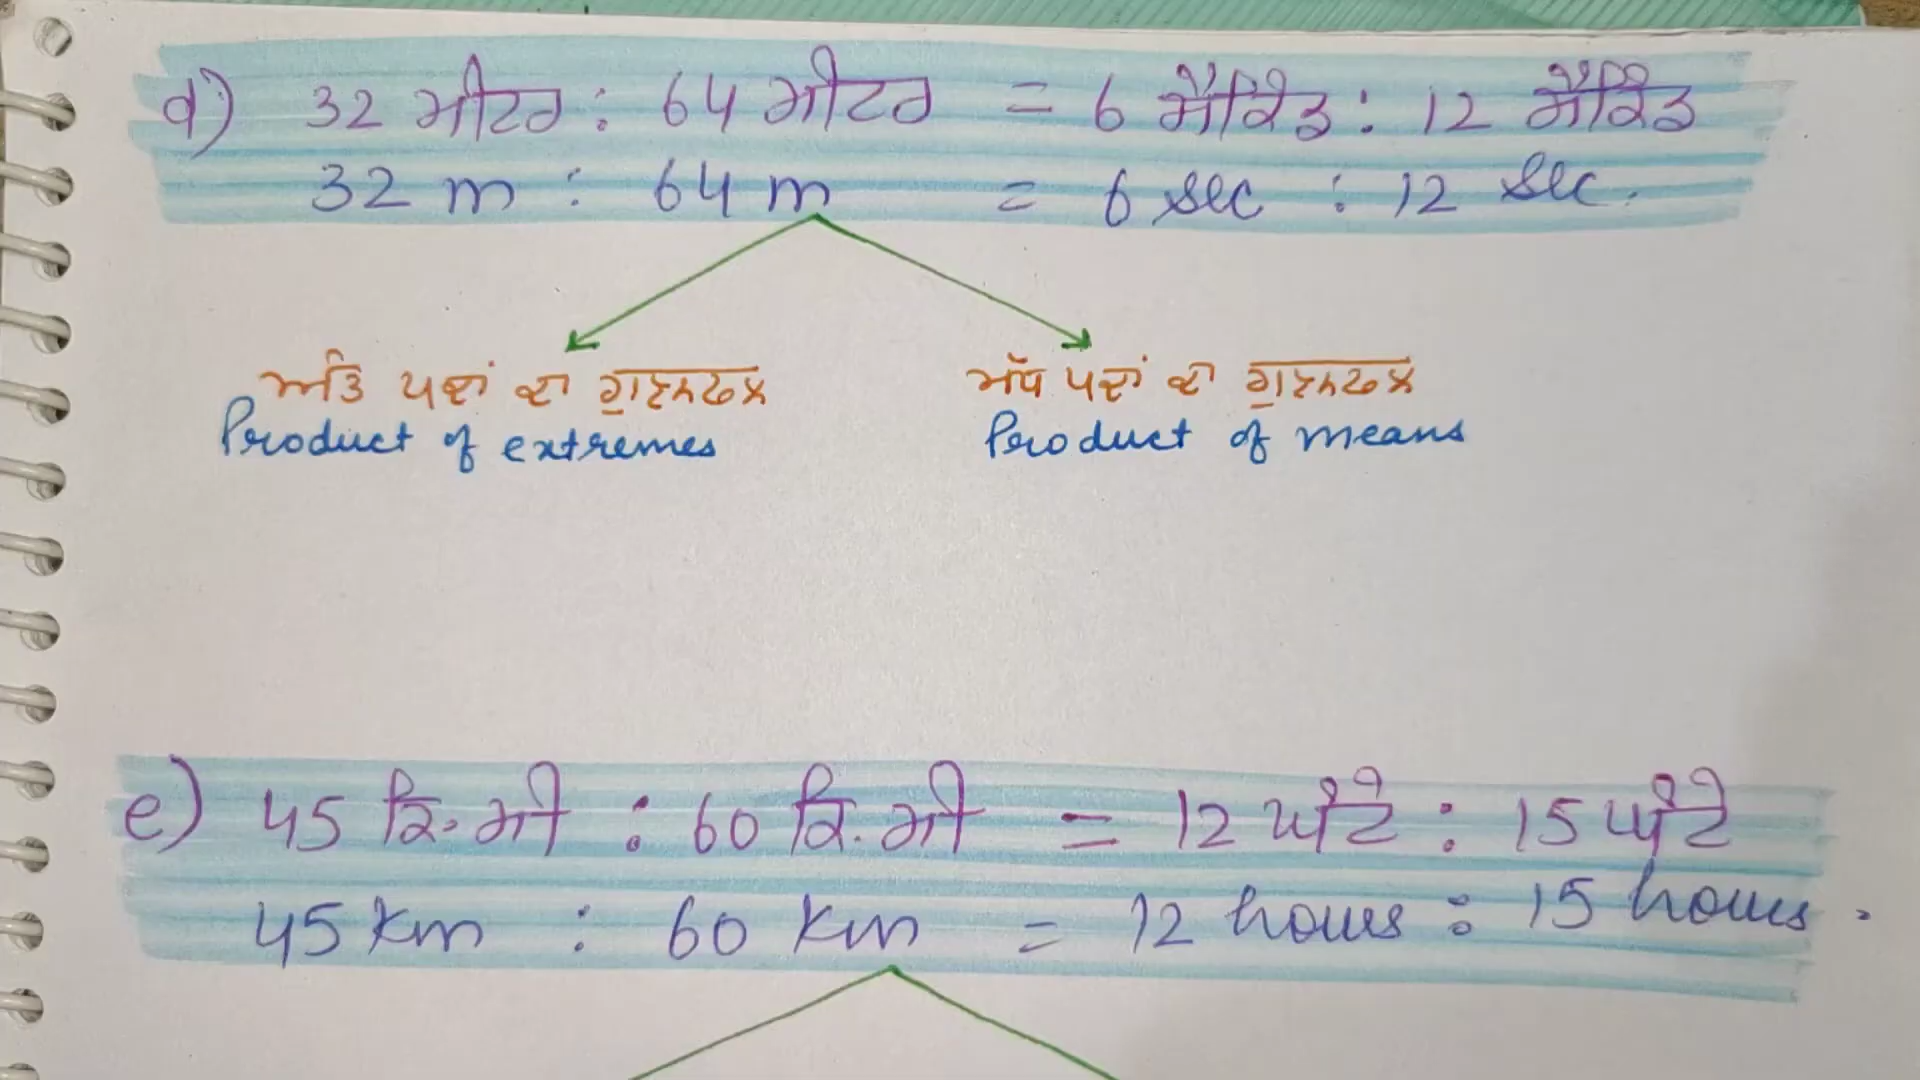 d) 32 ਮੀਟਰ : 64 ਮੀਟਰ = 6 ਸੈਕਿੰਡ : 12 ਸੈਕਿੰਡ
32 m : 64 m = 6 sec : 12 sec.
ਅੰਤ ਪਦਾਂ ਦਾ ਗੁਣਨਫਲ
Product of extremes
ਮੱਧ ਪਦਾਂ ਦਾ ਗੁਣਨਫਲ
Product of means
e) 45 ਕਿ.ਮੀ : 60 ਕਿ.ਮੀ = 12 ਘੰਟੇ : 15 ਘੰਟੇ
45 km : 60 km = 12 hours : 15 hours.